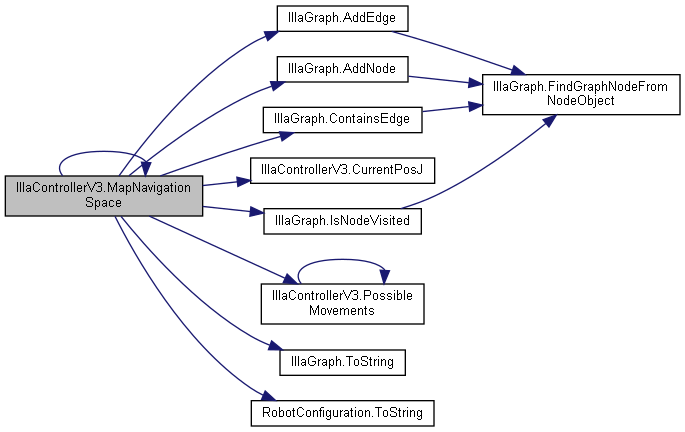 IllaGraph.AddEdge
IllaGraph.AddNode
IllaGraph.FindGraphNodeFrom
NodeObject
IllaGraph.ContainsEdge
IllaControllerV3.CurrentPosJ
IllaControllerV3.MapNavigation
Space
IllaGraph.IsNodeVisited
IllaControllerV3.Possible
Movements
IllaGraph.ToString
RobotConfiguration.ToString